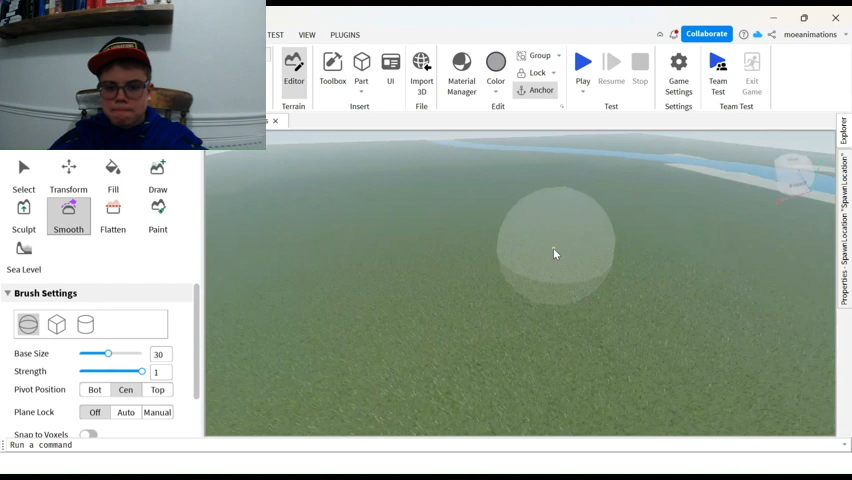 TEST VIEW PLUGINS
Collaborate
moeanimations
Editor
Terrain
Toolbox
Part
UI
Insert
Import
3D
File
Material
Manager
Color
Group
Lock
Anchor
Edit
Play
Resume
Stop
Test
Game
Settings
Settings
Team
Test
Exit
Game
Team Test
Select
Transform
Fill
Draw
Sculpt
Smooth
Flatten
Paint
Sea Level
Brush Settings
Base Size 30
Strength 1
Pivot Position Bot Cen Top
Plane Lock Off Auto Manual
Snap to Voxels
Run a command
Explorer
Properties - SpawnLocation "SpawnLocation"